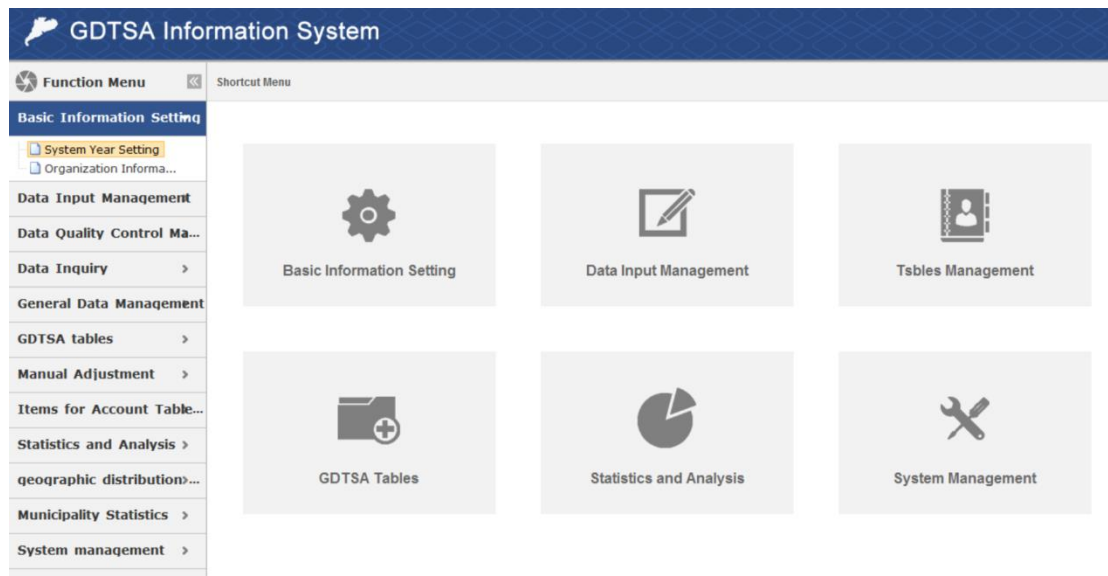 GDTSA Information System
Function Menu
Shortcut Menu
Basic Information Setting
System Year Setting
Organization Informa...
Data Input Management
Data Quality Control Ma...
Data Inquiry
General Data Management
GDTSA tables
Manual Adjustment
Items for Account Table...
Statistics and Analysis
geographic distribution...
Municipality Statistics
System management
Basic Information Setting
Data Input Management
Tsbles Management
GDTSA Tables
Statistics and Analysis
System Management